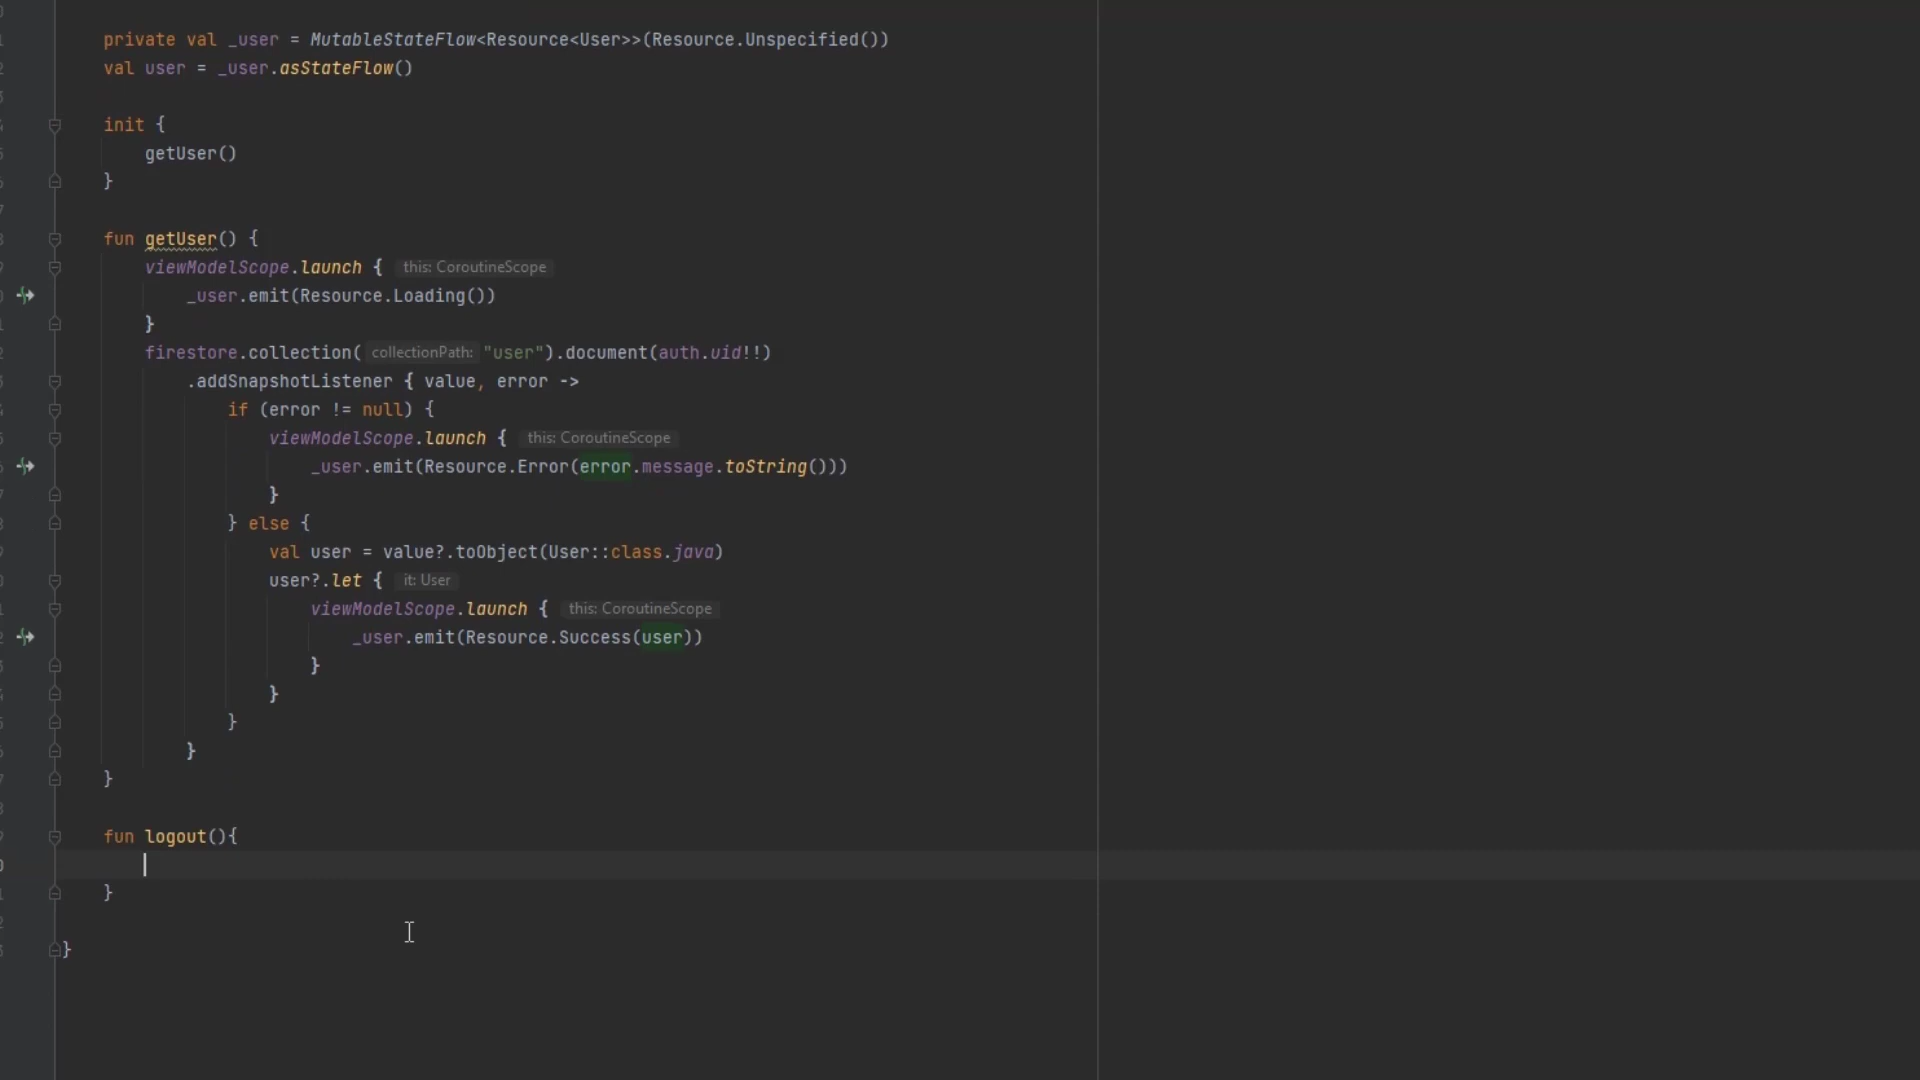 private val _user = MutableStateFlow<Resource<User>>(Resource.Unspecified())
val user = _user.asStateFlow()
init {
getUser()
}
fun getUser() {
viewModelScope.launch { this: CoroutineScope
_user.emit(Resource.Loading())
}
firestore.collection( collectionPath: "user").document(auth.uid!!)
.addSnapshotListener { value, error ->
if (error != null) {
viewModelScope.launch { this: CoroutineScope
_user.emit(Resource.Error(error.message.toString()))
}
} else {
val user = value?.toObject(User::class.java)
user?.let { it: User
viewModelScope.launch { this: CoroutineScope
_user.emit(Resource.Success(user))
}
}
}
}
}
fun logout(){
}
}